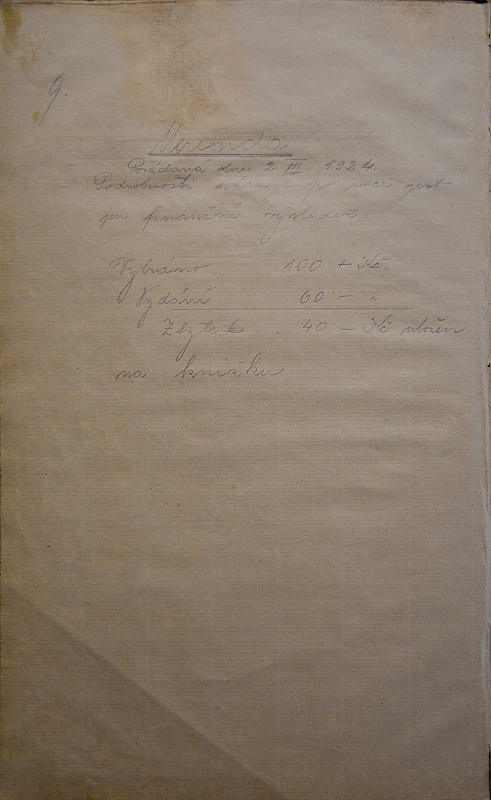 9.
Merenda
Pořádaná dne 2 III 1924.
Podrobnosti
jen finanční výsledek:
Vybráno 100 + Kč.
Vydání 60 - "
Zbytek . 40 - Kč uložen
na knížku